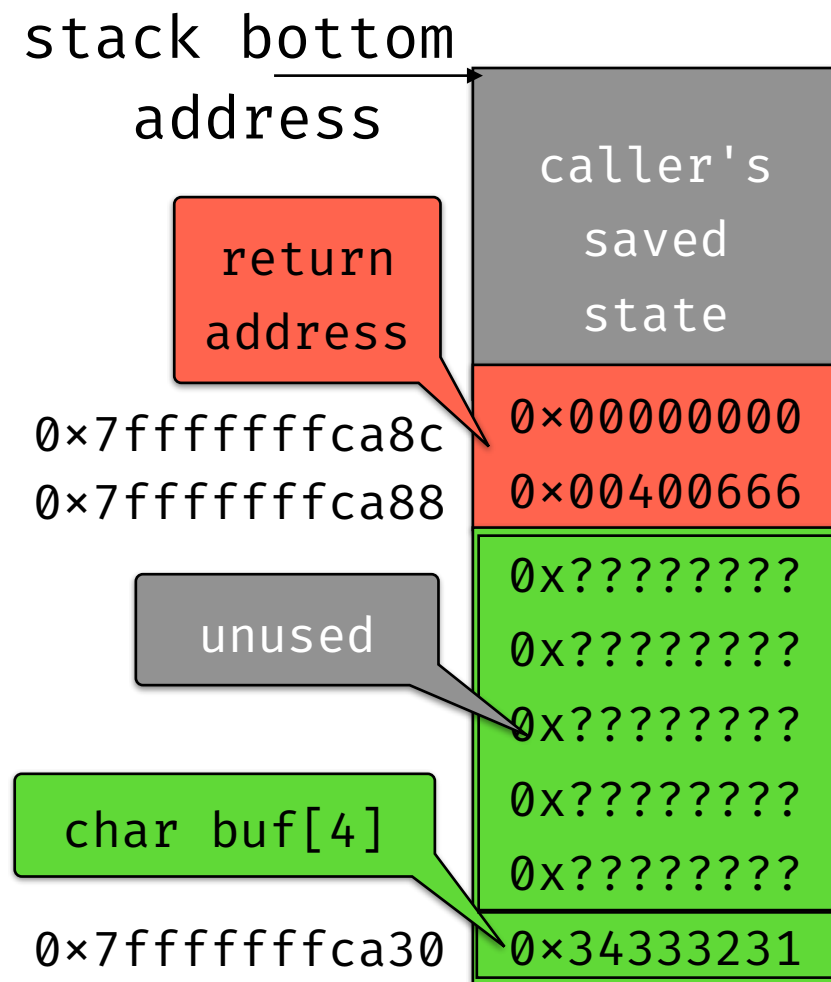 stack bottom
address
caller's
saved
state
return
address
0×7fffffffca8c
0×00000000
0×7fffffffca88
0×00400666
0x????????
unused
0x????????
0x????????
0x????????
char buf[4]
0x????????
0×7fffffffca30
0×34333231